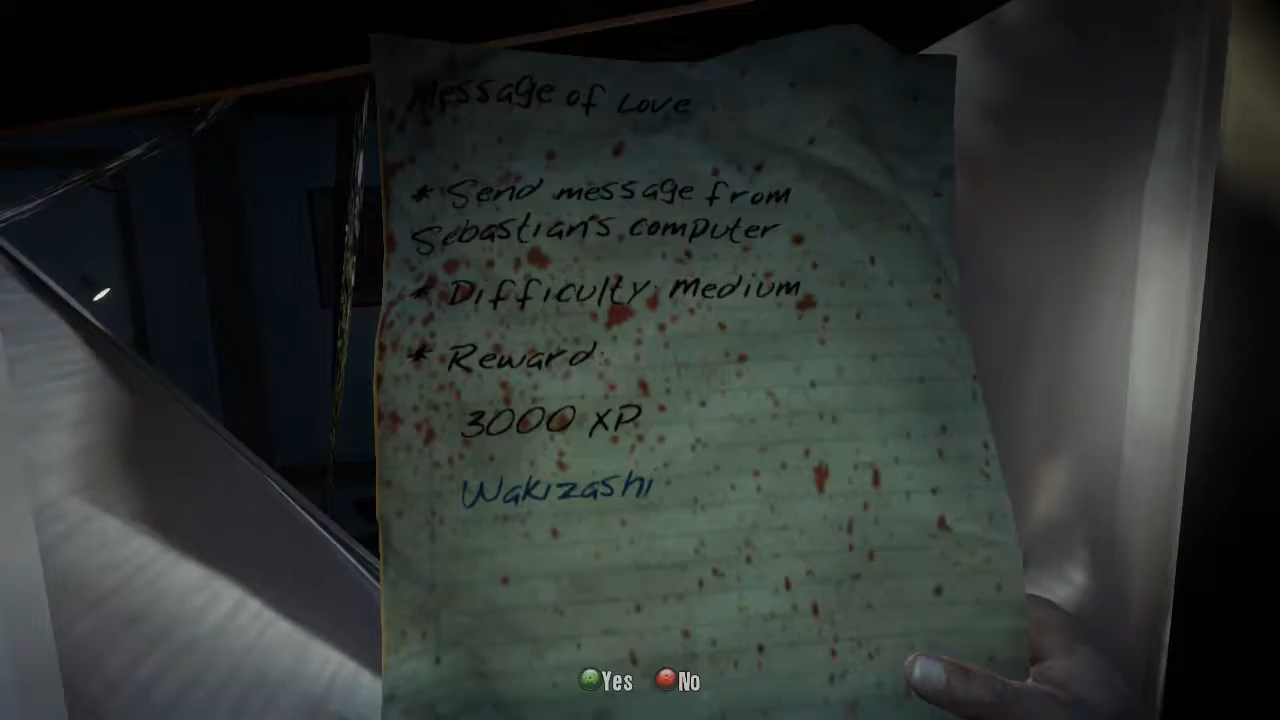 Message of Love
* Send message from
Sebastian's computer
* Difficulty: Medium
* Reward:
3000 XP
Wakizashi
Yes No